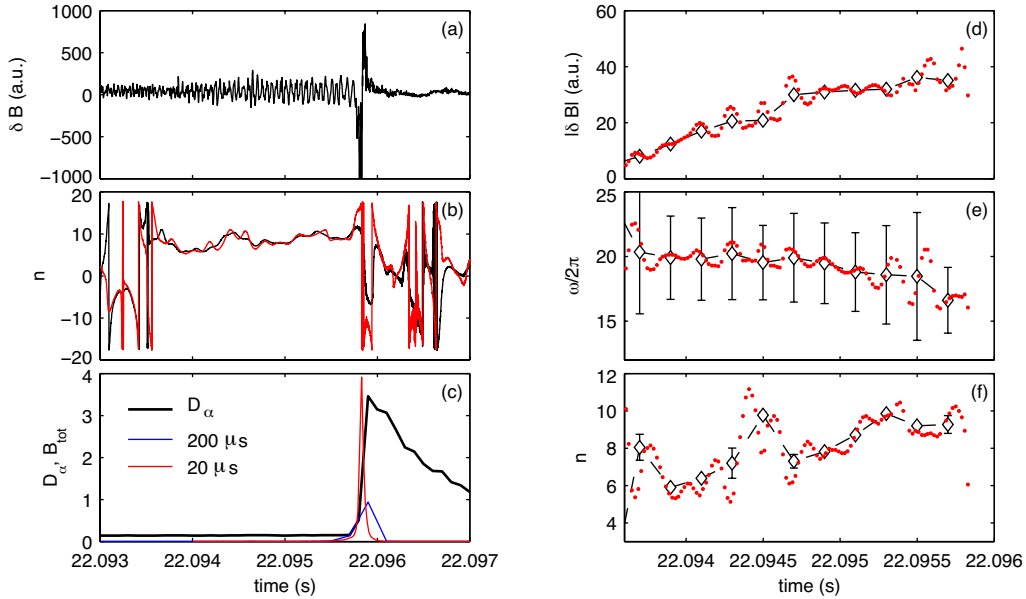 1000
500
0
−500
−1000
δ B (a.u.)
(a)
20
10
0
−10
−20
n
(b)
4
3
2
1
0
D_α, B_tot
(c)
D_α
200 μs
20 μs
22.093
22.094
22.095
22.096
22.097
time (s)
60
40
20
0
|δ B| (a.u.)
(d)
25
20
15
ω/2π
(e)
12
10
8
6
4
n
(f)
22.094
22.0945
22.095
22.0955
22.096
time (s)